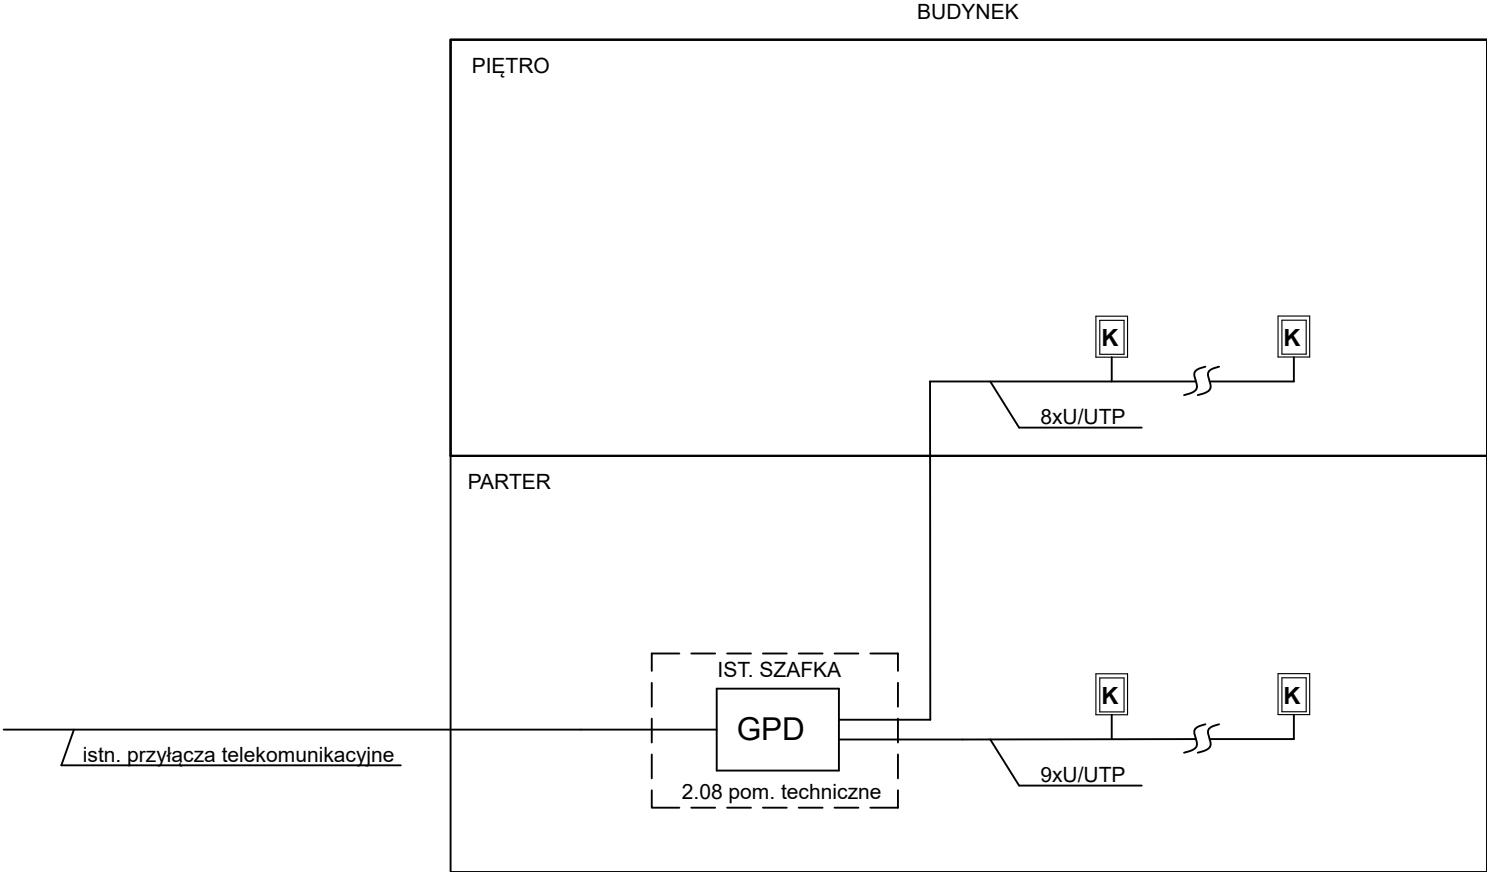 BUDYNEK
PIĘTRO
K
K
8xU/UTP
PARTER
IST. SZAFKA
GPD
2.08 pom. techniczne
K
K
9xU/UTP
istn. przyłącza telekomunikacyjne